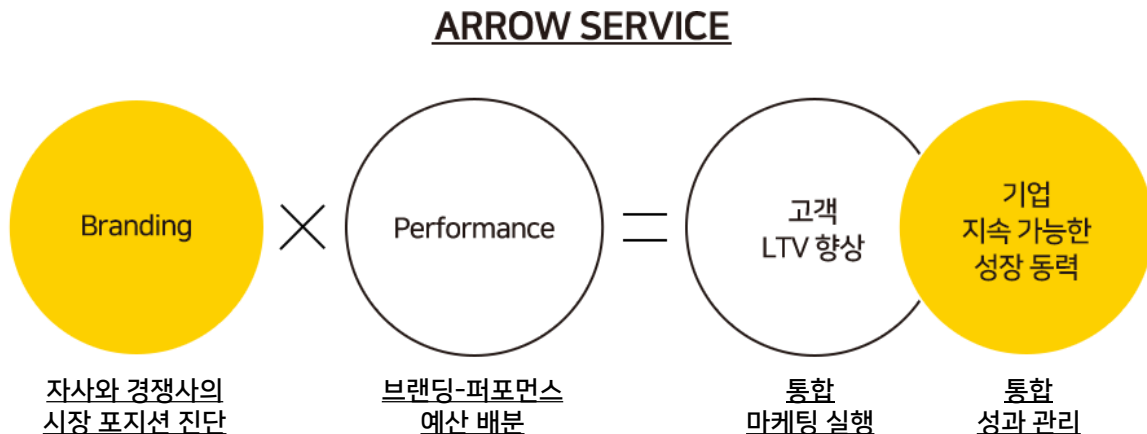 ARROW SERVICE
Branding
Performance
고객
LTV 향상
기업
지속 가능한
성장 동력
자사와 경쟁사의
시장 포지션 진단
브랜딩-퍼포먼스
예산 배분
통합
마케팅 실행
통합
성과 관리